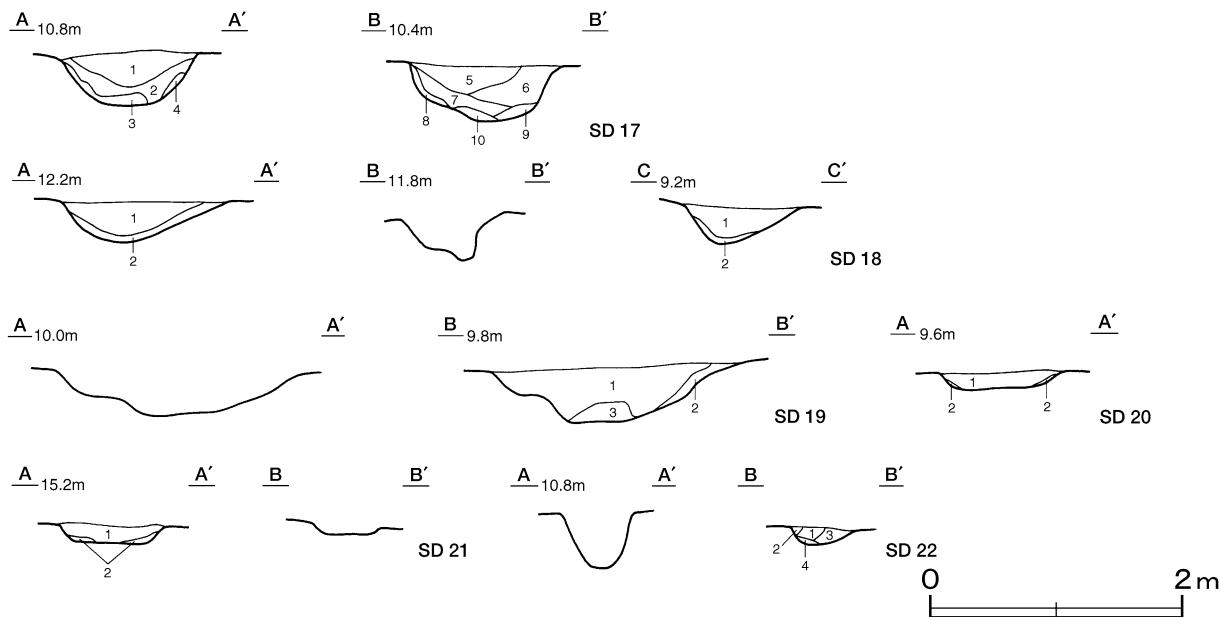 A 10.8m A′
1
2
3
4
B 10.4m B′
5
6
7
8
10
9
SD 17
A 12.2m A′
1
2
B 11.8m B′
C 9.2m C′
1
2
SD 18
A 10.0m A′
B 9.8m B′
1
3
2
SD 19
A 9.6m A′
1
2 2
SD 20
A 15.2m A′
1
2
B B′
SD 21
A 10.8m A′
B B′
1 3
2
4
SD 22
0 2 m